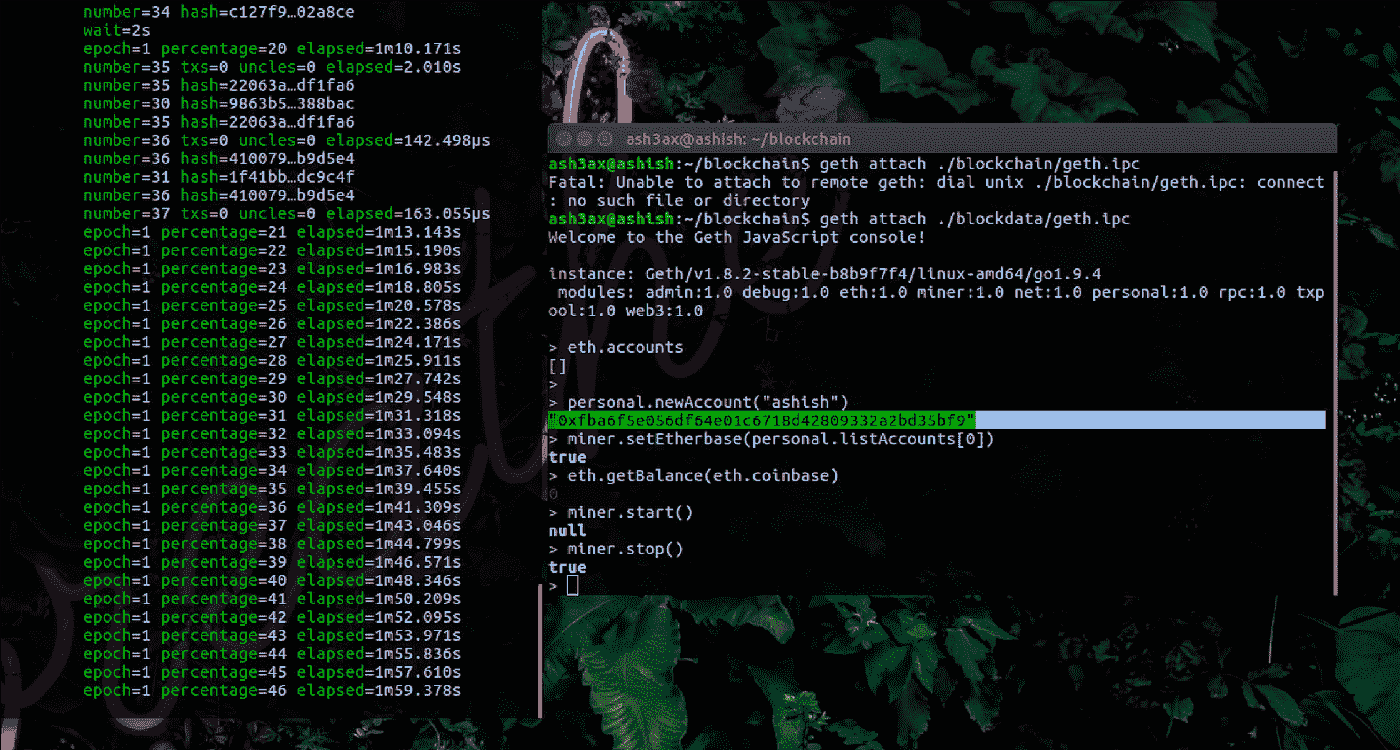 number=34 hash=c127f9…02a8ce
wait=2s
epoch=1 percentage=20 elapsed=1m10.171s
number=35 txs=0 uncles=0 elapsed=2.010s
number=35 hash=22063a…df1fa6
number=30 hash=9863b5…388bac
number=35 hash=22063a…df1fa6
number=36 txs=0 uncles=0 elapsed=142.498µs
number=36 hash=410079…b9d5e4
number=31 hash=1f41bb…dc9c4f
number=36 hash=410079…b9d5e4
number=37 txs=0 uncles=0 elapsed=163.055µs
epoch=1 percentage=21 elapsed=1m13.143s
epoch=1 percentage=22 elapsed=1m15.190s
epoch=1 percentage=23 elapsed=1m16.983s
epoch=1 percentage=24 elapsed=1m18.805s
epoch=1 percentage=25 elapsed=1m20.578s
epoch=1 percentage=26 elapsed=1m22.386s
epoch=1 percentage=27 elapsed=1m24.171s
epoch=1 percentage=28 elapsed=1m25.911s
epoch=1 percentage=29 elapsed=1m27.742s
epoch=1 percentage=30 elapsed=1m29.548s
epoch=1 percentage=31 elapsed=1m31.318s
epoch=1 percentage=32 elapsed=1m33.094s
epoch=1 percentage=33 elapsed=1m35.483s
epoch=1 percentage=34 elapsed=1m37.640s
epoch=1 percentage=35 elapsed=1m39.455s
epoch=1 percentage=36 elapsed=1m41.309s
epoch=1 percentage=37 elapsed=1m43.046s
epoch=1 percentage=38 elapsed=1m44.799s
epoch=1 percentage=39 elapsed=1m46.571s
epoch=1 percentage=40 elapsed=1m48.346s
epoch=1 percentage=41 elapsed=1m50.209s
epoch=1 percentage=42 elapsed=1m52.095s
epoch=1 percentage=43 elapsed=1m53.971s
epoch=1 percentage=44 elapsed=1m55.836s
epoch=1 percentage=45 elapsed=1m57.610s
epoch=1 percentage=46 elapsed=1m59.378s
ash3ax@ashish: ~/blockchain
ash3ax@ashish:~/blockchain$ geth attach ./blockchain/geth.ipc
Fatal: Unable to attach to remote geth: dial unix ./blockchain/geth.ipc: connect
: no such file or directory
ash3ax@ashish:~/blockchain$ geth attach ./blockdata/geth.ipc
Welcome to the Geth JavaScript console!
instance: Geth/v1.8.2-stable-b8b9f7f4/linux-amd64/go1.9.4
modules: admin:1.0 debug:1.0 eth:1.0 miner:1.0 net:1.0 personal:1.0 rpc:1.0 txp
ool:1.0 web3:1.0
> eth.accounts
[]
>
> personal.newAccount("ashish")
"0xfba6f5e056df64e01c6718d42809332a2bd35bf9"
> miner.setEtherbase(personal.listAccounts[0])
true
> eth.getBalance(eth.coinbase)
0
> miner.start()
null
> miner.stop()
true
>